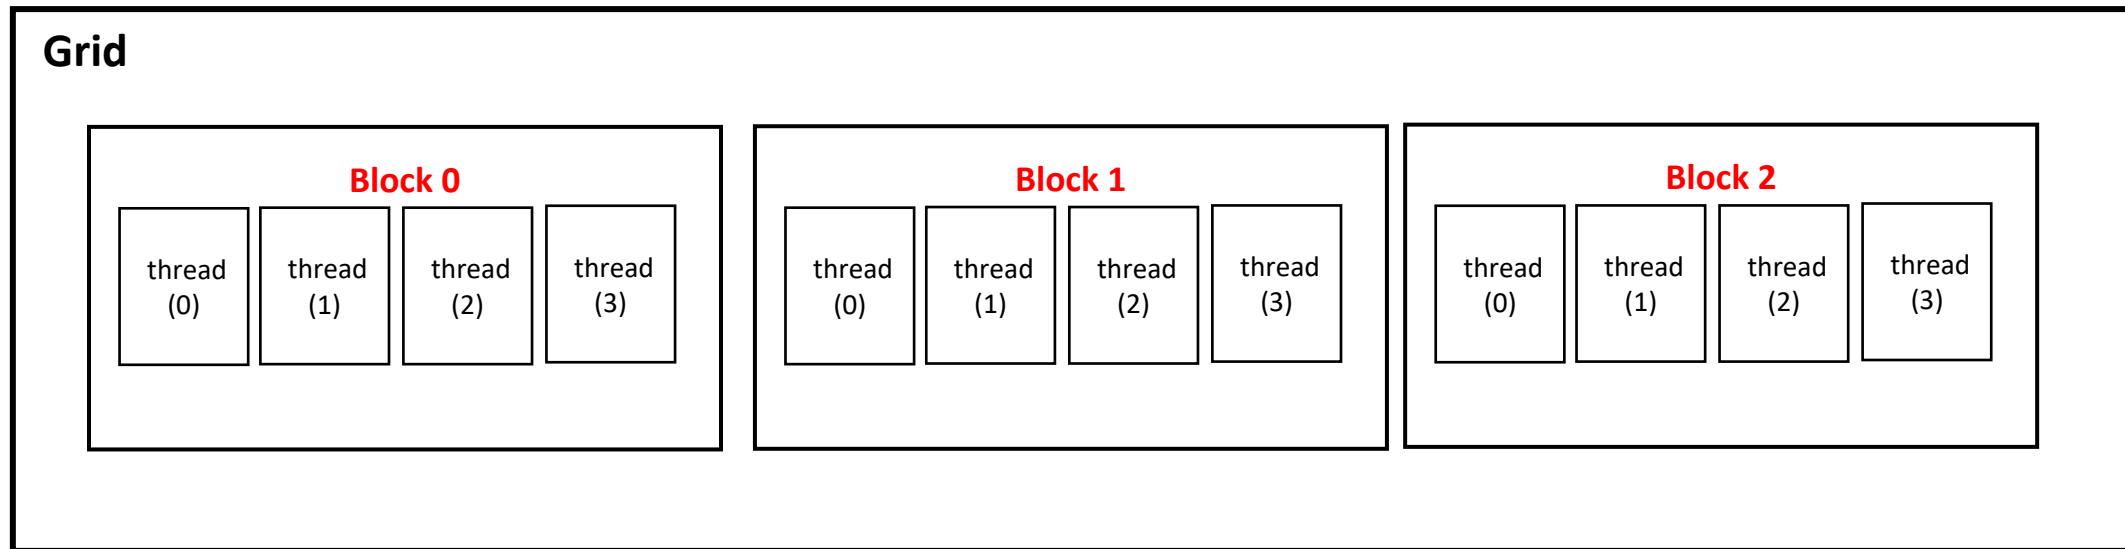 Grid
Block 0
thread
(0)
thread
(1)
thread
(2)
thread
(3)
Block 1
thread
(0)
thread
(1)
thread
(2)
thread
(3)
Block 2
thread
(0)
thread
(1)
thread
(2)
thread
(3)